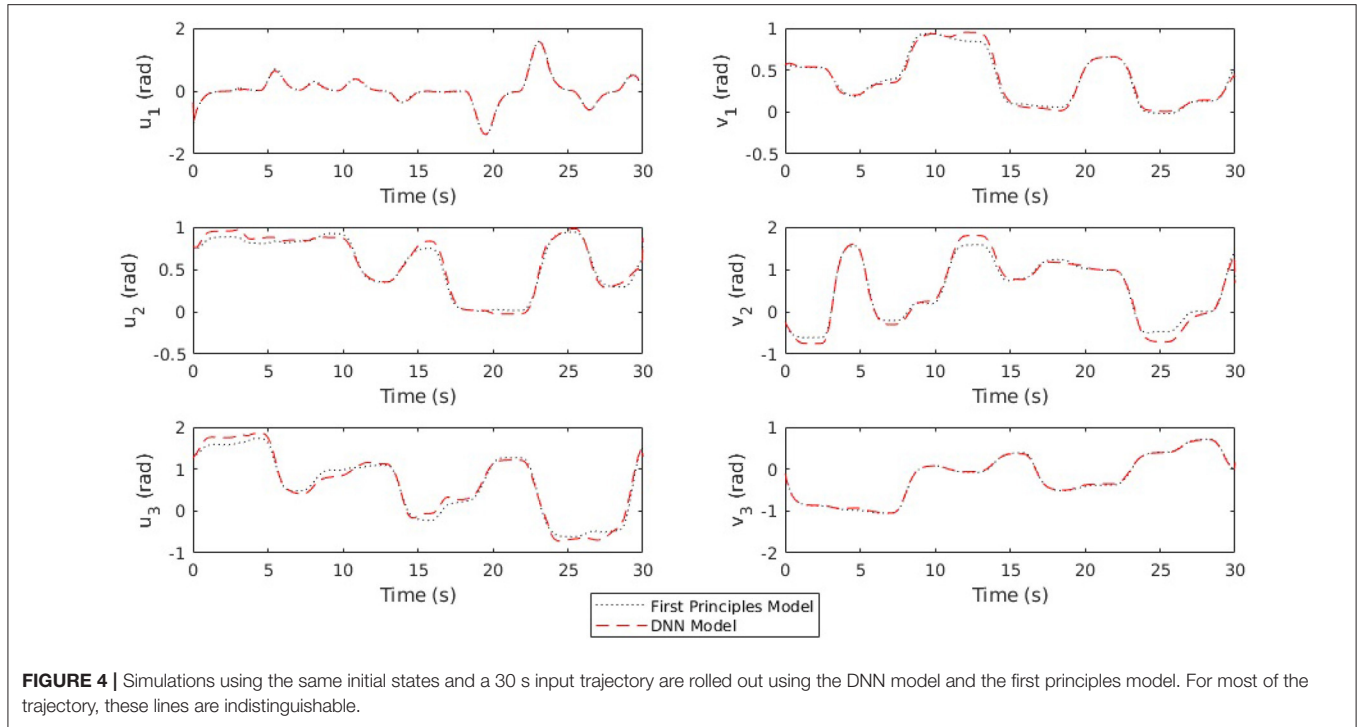 2
0
-2
u1 (rad)
0 5 10 15 20 25 30
Time (s)
1
0.5
0
-0.5
v1 (rad)
0 5 10 15 20 25 30
Time (s)
1
0.5
0
-0.5
u2 (rad)
0 5 10 15 20 25 30
Time (s)
2
1
0
-1
v2 (rad)
0 5 10 15 20 25 30
Time (s)
2
1
0
-1
u3 (rad)
0 5 10 15 20 25 30
Time (s)
1
0
-1
-2
v3 (rad)
0 5 10 15 20 25 30
Time (s)
First Principles Model
DNN Model
FIGURE 4 | Simulations using the same initial states and a 30 s input trajectory are rolled out using the DNN model and the first principles model. For most of the
trajectory, these lines are indistinguishable.